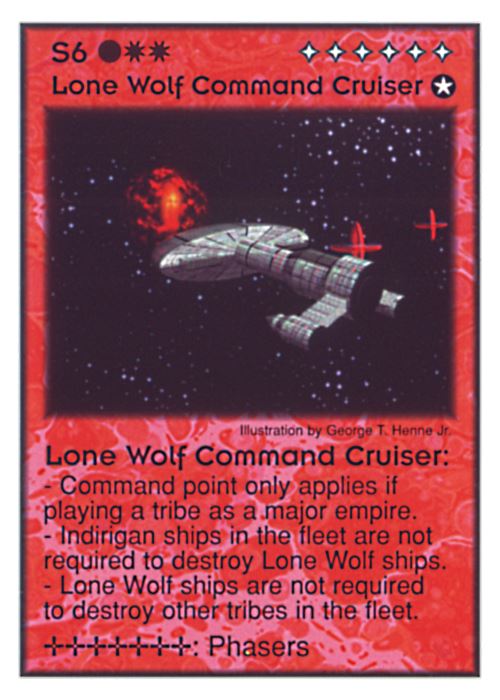 S6
Lone Wolf Command Cruiser
Illustration by George T. Henne Jr.
Lone Wolf Command Cruiser:
- Command point only applies if
playing a tribe as a major empire.
- Indirigan ships in the fleet are not
required to destroy Lone Wolf ships.
- Lone Wolf ships are not required
to destroy other tribes in the fleet.
: Phasers